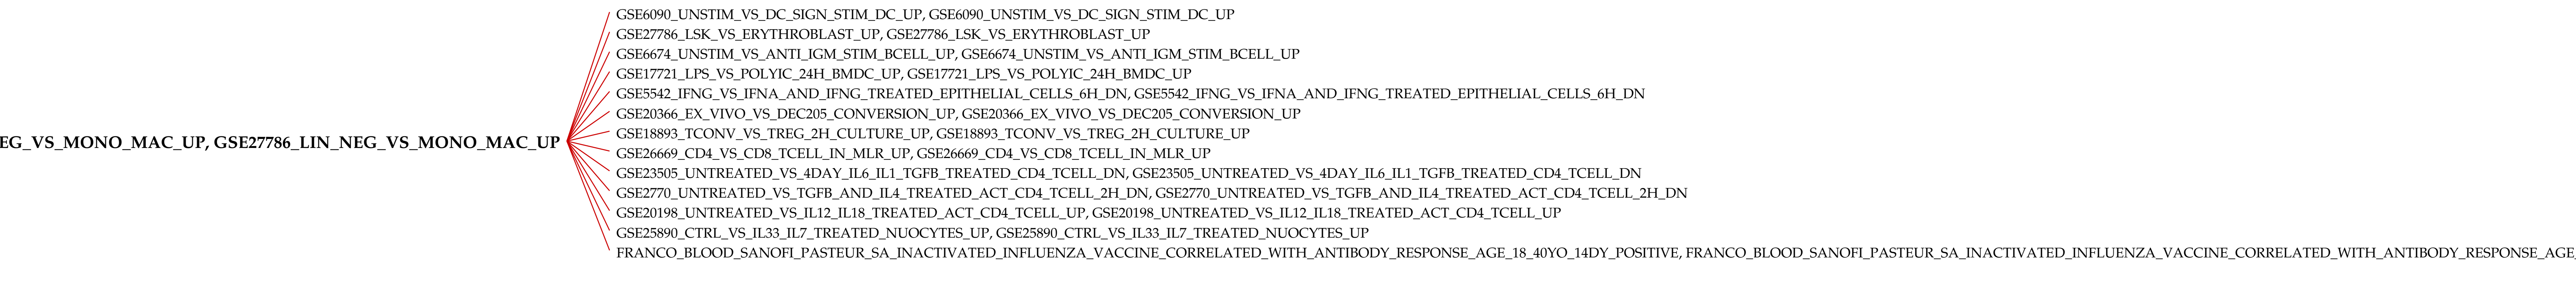 GSE6090_UNSTIM_VS_DC_SIGN_STIM_DC_UP, GSE6090_UNSTIM_VS_DC_SIGN_STIM_DC_UP
GSE27786_LSK_VS_ERYTHROBLAST_UP, GSE27786_LSK_VS_ERYTHROBLAST_UP
GSE6674_UNSTIM_VS_ANTI_IGM_STIM_BCELL_UP, GSE6674_UNSTIM_VS_ANTI_IGM_STIM_BCELL_UP
GSE17721_LPS_VS_POLYIC_24H_BMDC_UP, GSE17721_LPS_VS_POLYIC_24H_BMDC_UP
GSE5542_IFNG_VS_IFNA_AND_IFNG_TREATED_EPITHELIAL_CELLS_6H_DN, GSE5542_IFNG_VS_IFNA_AND_IFNG_TREATED_EPITHELIAL_CELLS_6H_DN
GSE20366_EX_VIVO_VS_DEC205_CONVERSION_UP, GSE20366_EX_VIVO_VS_DEC205_CONVERSION_UP
GSE18893_TCONV_VS_TREG_2H_CULTURE_UP, GSE18893_TCONV_VS_TREG_2H_CULTURE_UP
EG_VS_MONO_MAC_UP, GSE27786_LIN_NEG_VS_MONO_MAC_UP
GSE26669_CD4_VS_CD8_TCELL_IN_MLR_UP, GSE26669_CD4_VS_CD8_TCELL_IN_MLR_UP
GSE23505_UNTREATED_VS_4DAY_IL6_IL1_TGFB_TREATED_CD4_TCELL_DN, GSE23505_UNTREATED_VS_4DAY_IL6_IL1_TGFB_TREATED_CD4_TCELL_DN
GSE2770_UNTREATED_VS_TGFB_AND_IL4_TREATED_ACT_CD4_TCELL_2H_DN, GSE2770_UNTREATED_VS_TGFB_AND_IL4_TREATED_ACT_CD4_TCELL_2H_DN
GSE20198_UNTREATED_VS_IL12_IL18_TREATED_ACT_CD4_TCELL_UP, GSE20198_UNTREATED_VS_IL12_IL18_TREATED_ACT_CD4_TCELL_UP
GSE25890_CTRL_VS_IL33_IL7_TREATED_NUOCYTES_UP, GSE25890_CTRL_VS_IL33_IL7_TREATED_NUOCYTES_UP
FRANCO_BLOOD_SANOFI_PASTEUR_SA_INACTIVATED_INFLUENZA_VACCINE_CORRELATED_WITH_ANTIBODY_RESPONSE_AGE_18_40YO_14DY_POSITIVE, FRANCO_BLOOD_SANOFI_PASTEUR_SA_INACTIVATED_INFLUENZA_VACCINE_CORRELATED_WITH_ANTIBODY_RESPONSE_AGE_